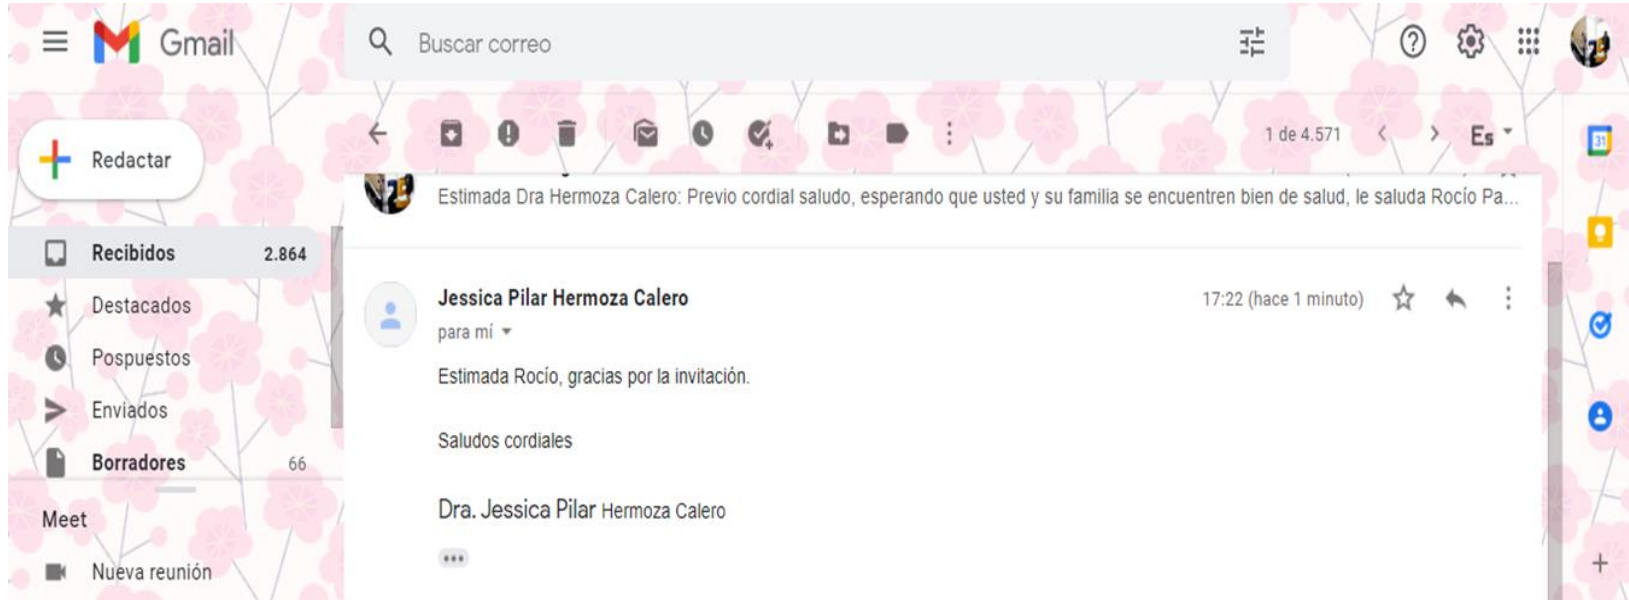 Gmail
Buscar correo
Redactar
1 de 4.571
Es
31
Estimada Dra Hermoza Calero: Previo cordial saludo, esperando que usted y su familia se encuentren bien de salud, le saluda Rocío Pa...
Recibidos 2.864
Destacados
Pospuestos
Enviados
Borradores 66
Meet
Nueva reunión
Jessica Pilar Hermoza Calero 17:22 (hace 1 minuto)
para mí
Estimada Rocío, gracias por la invitación.
Saludos cordiales
Dra. Jessica Pilar Hermoza Calero